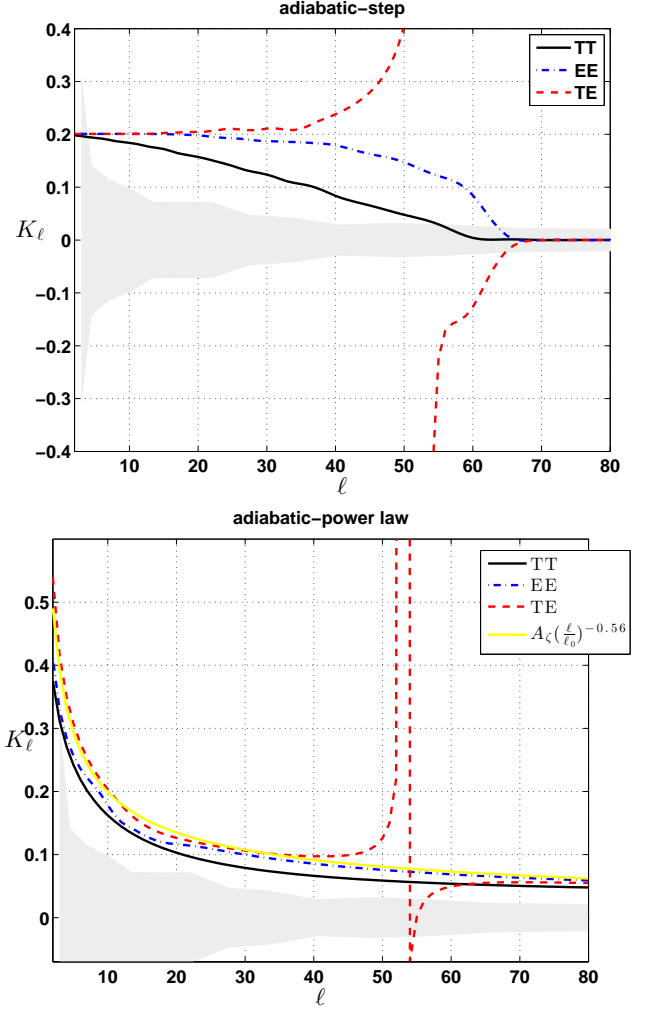 adiabatic−step
0.4
0.3
0.2
0.1
0
−0.1
−0.2
−0.3
−0.4
K_ℓ
TT
EE
TE
10 20 30 40 50 60 70 80
ℓ
adiabatic−power law
0.5
0.4
0.3
0.2
0.1
0
K_ℓ
TT
EE
TE
A_ζ(ℓ/ℓ_0)^{−0.56}
10 20 30 40 50 60 70 80
ℓ